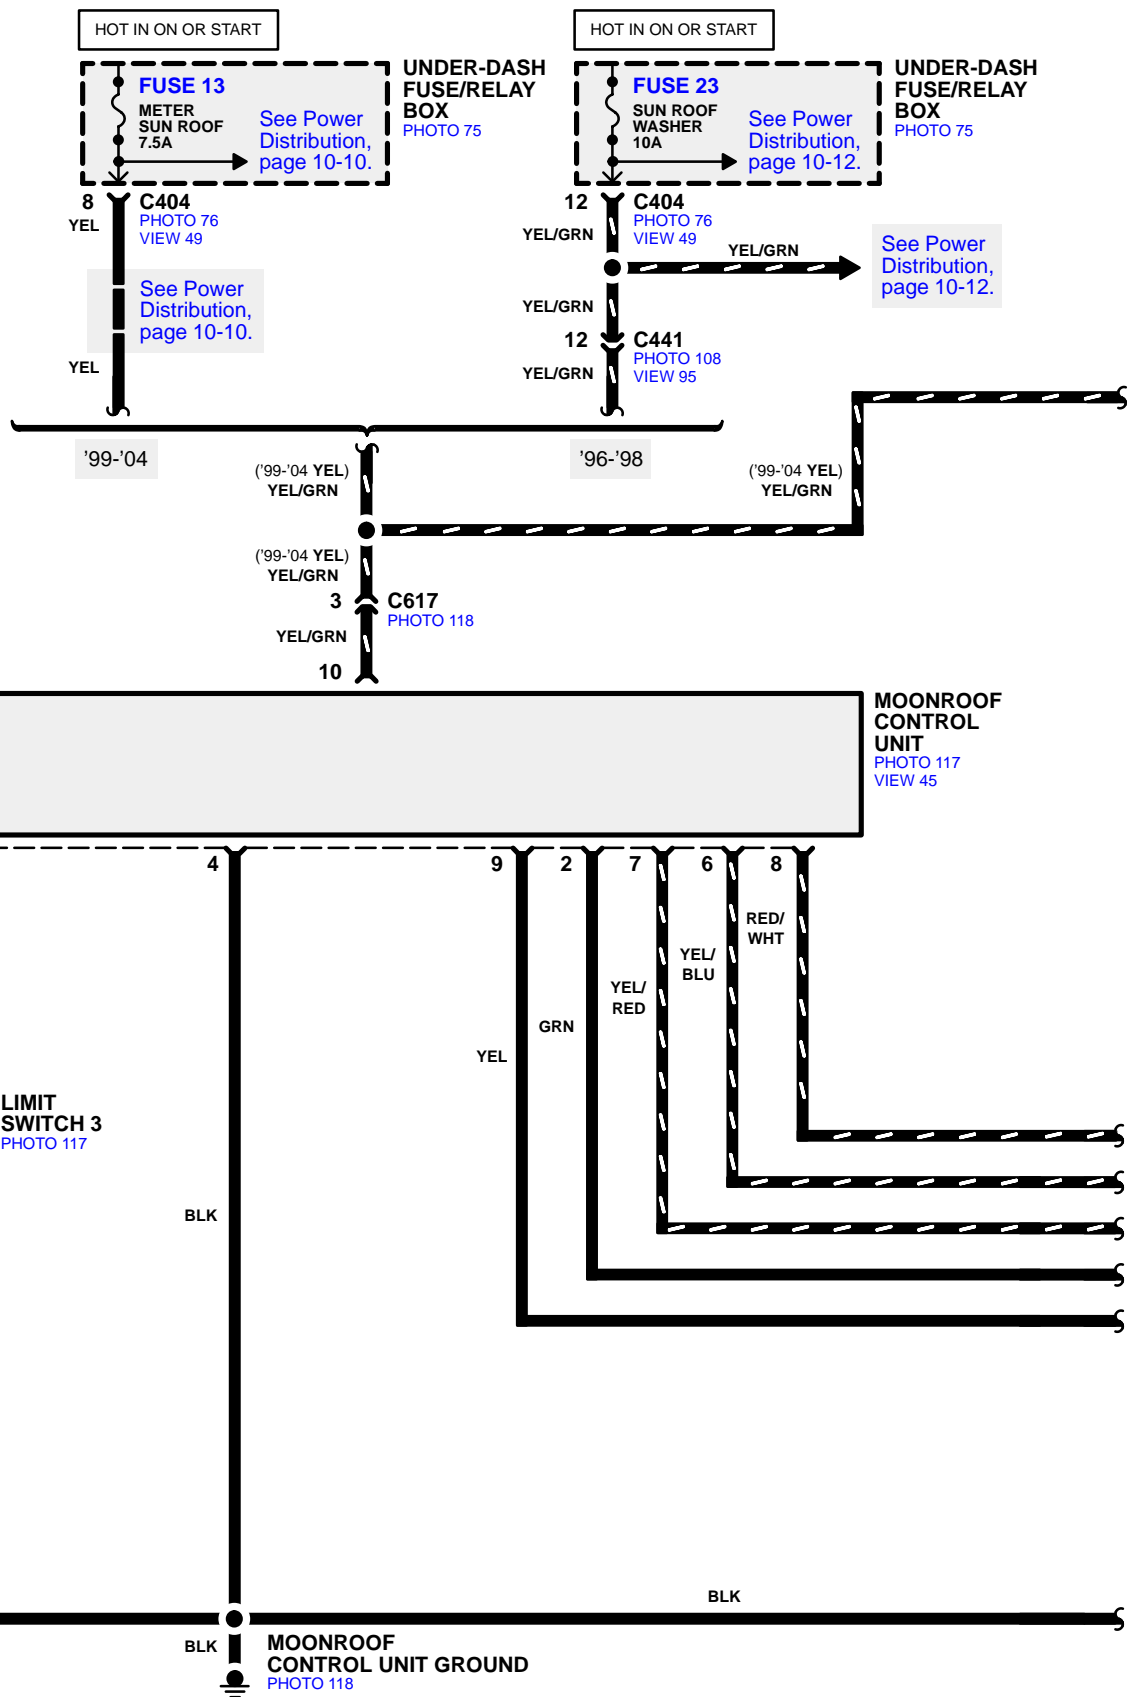 HOT IN ON OR START
HOT IN ON OR START
FUSE 13
METER
SUN ROOF
7.5A
See Power
Distribution,
page 10-10.
UNDER-DASH
FUSE/RELAY
BOX
PHOTO 75
FUSE 23
SUN ROOF
WASHER
10A
See Power
Distribution,
page 10-12.
UNDER-DASH
FUSE/RELAY
BOX
PHOTO 75
8
C404
PHOTO 76
VIEW 49
YEL
12
C404
PHOTO 76
VIEW 49
YEL/GRN
YEL/GRN
See Power
Distribution,
page 10-12.
See Power
Distribution,
page 10-10.
YEL/GRN
12
C441
PHOTO 108
VIEW 95
YEL
YEL/GRN
'99-'04
'96-'98
('99-'04 YEL)
YEL/GRN
('99-'04 YEL)
YEL/GRN
('99-'04 YEL)
YEL/GRN
3
C617
PHOTO 118
YEL/GRN
10
MOONROOF
CONTROL
UNIT
PHOTO 117
VIEW 45
4
9
2
7
6
8
RED/
WHT
YEL/
BLU
YEL/
RED
GRN
YEL
LIMIT
SWITCH 3
PHOTO 117
BLK
BLK
BLK
MOONROOF
CONTROL UNIT GROUND
PHOTO 118